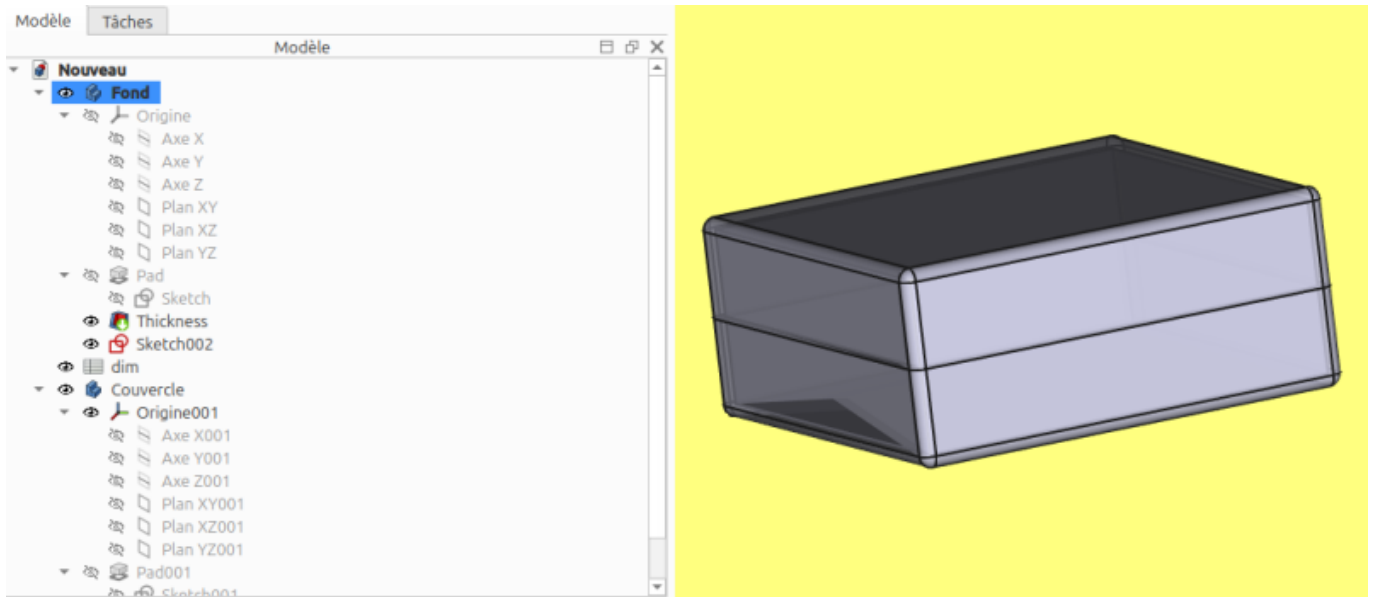 Modèle Tâches
Modèle
Nouveau
Fond
Origine
Axe X
Axe Y
Axe Z
Plan XY
Plan XZ
Plan YZ
Pad
Sketch
Thickness
Sketch002
dim
Couvercle
Origine001
Axe X001
Axe Y001
Axe Z001
Plan XY001
Plan XZ001
Plan YZ001
Pad001
Sketch001